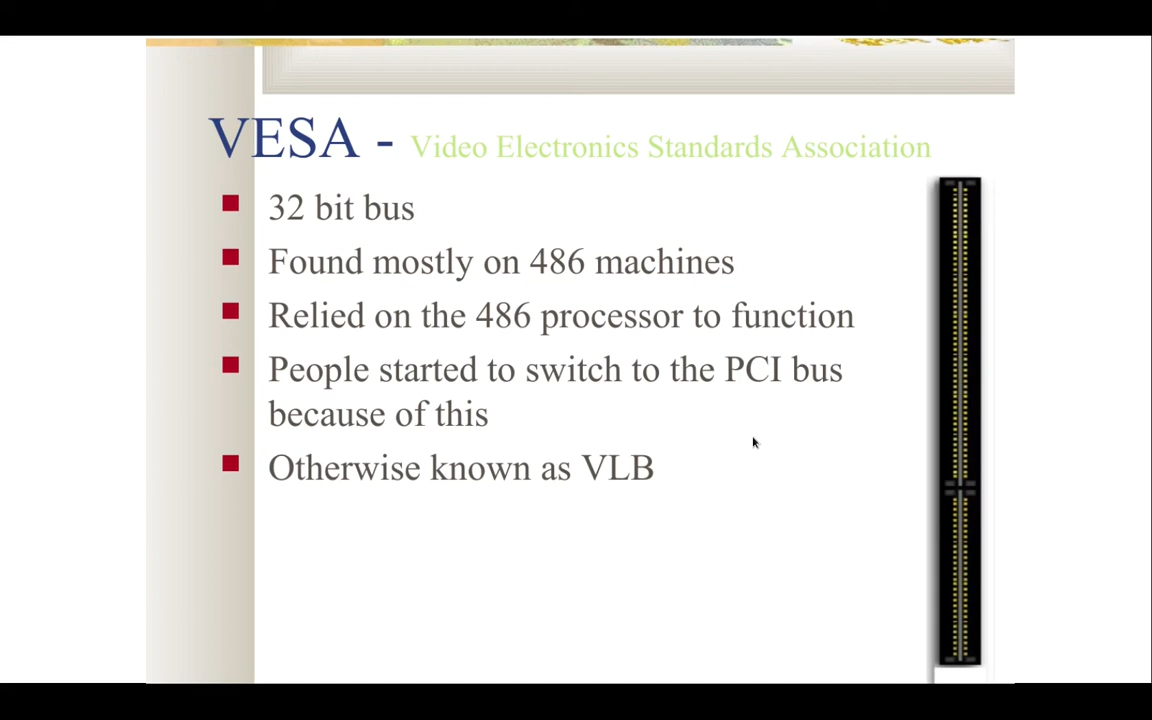 VESA - Video Electronics Standards Association
32 bit bus
Found mostly on 486 machines
Relied on the 486 processor to function
People started to switch to the PCI bus
because of this
Otherwise known as VLB